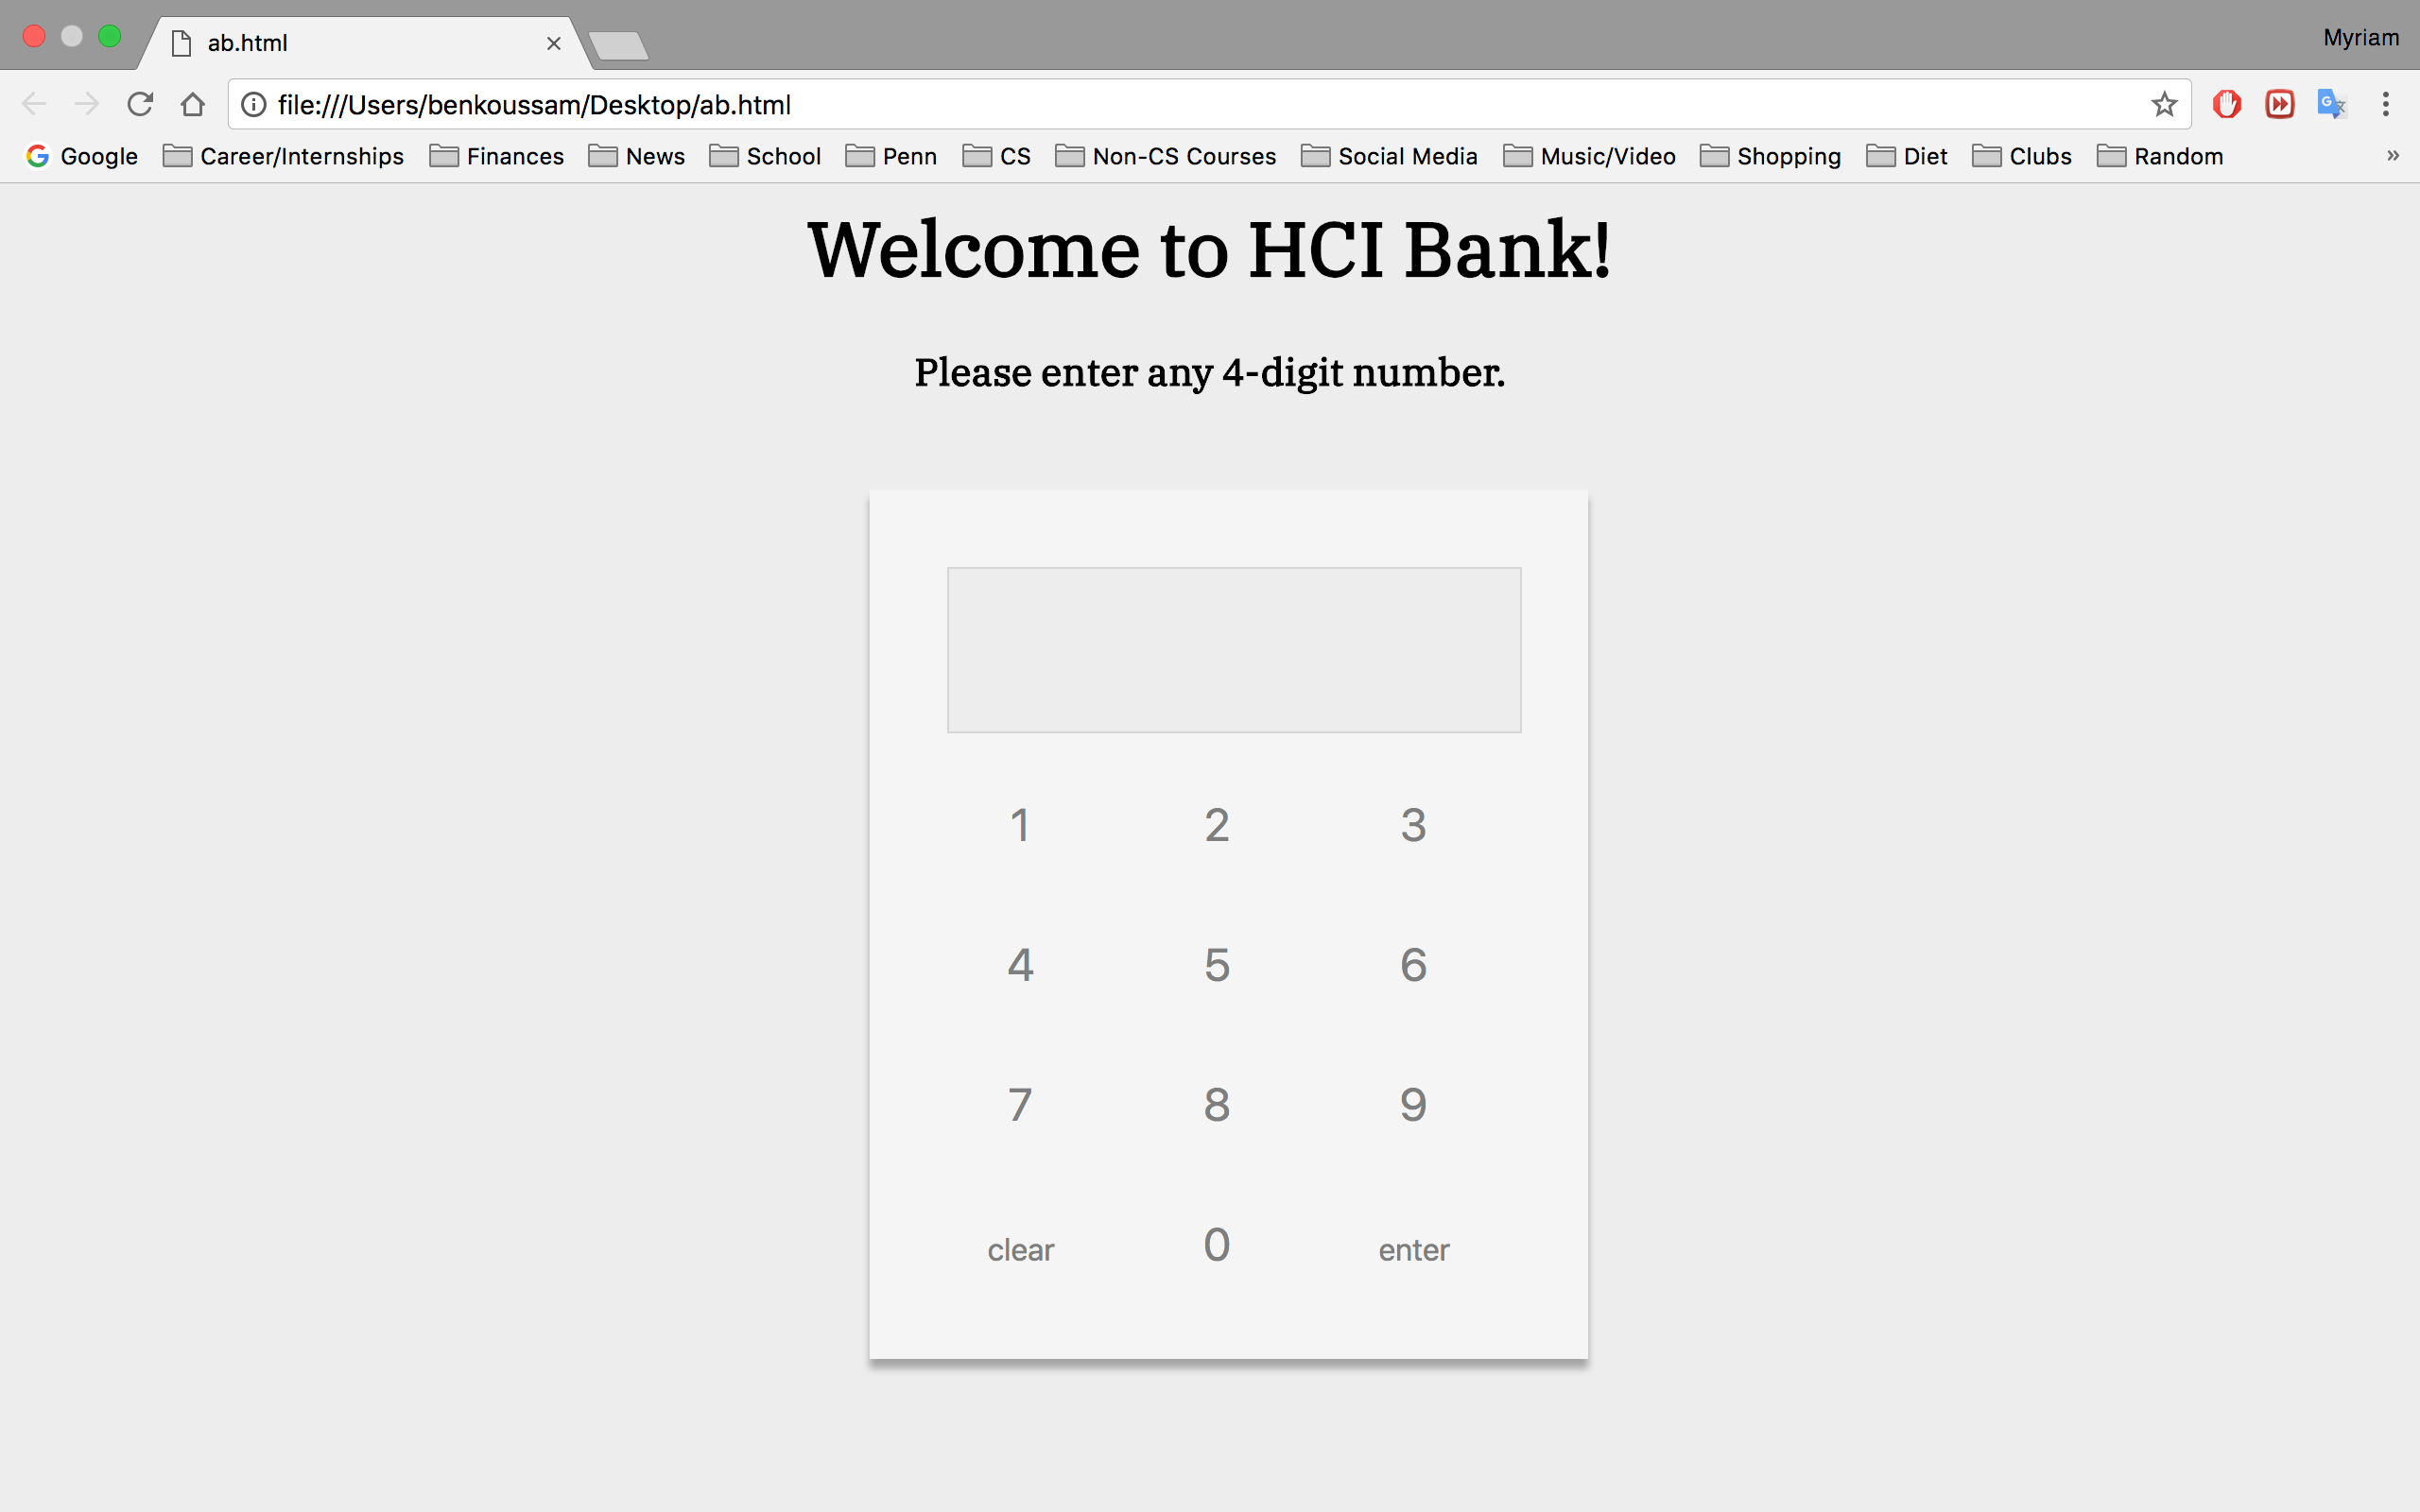 ab.html
Myriam
file:///Users/benkoussam/Desktop/ab.html
Google Career/Internships Finances News School Penn CS Non-CS Courses Social Media Music/Video Shopping Diet Clubs Random »
Welcome to HCI Bank!
Please enter any 4-digit number.
1 2 3
4 5 6
7 8 9
clear 0 enter